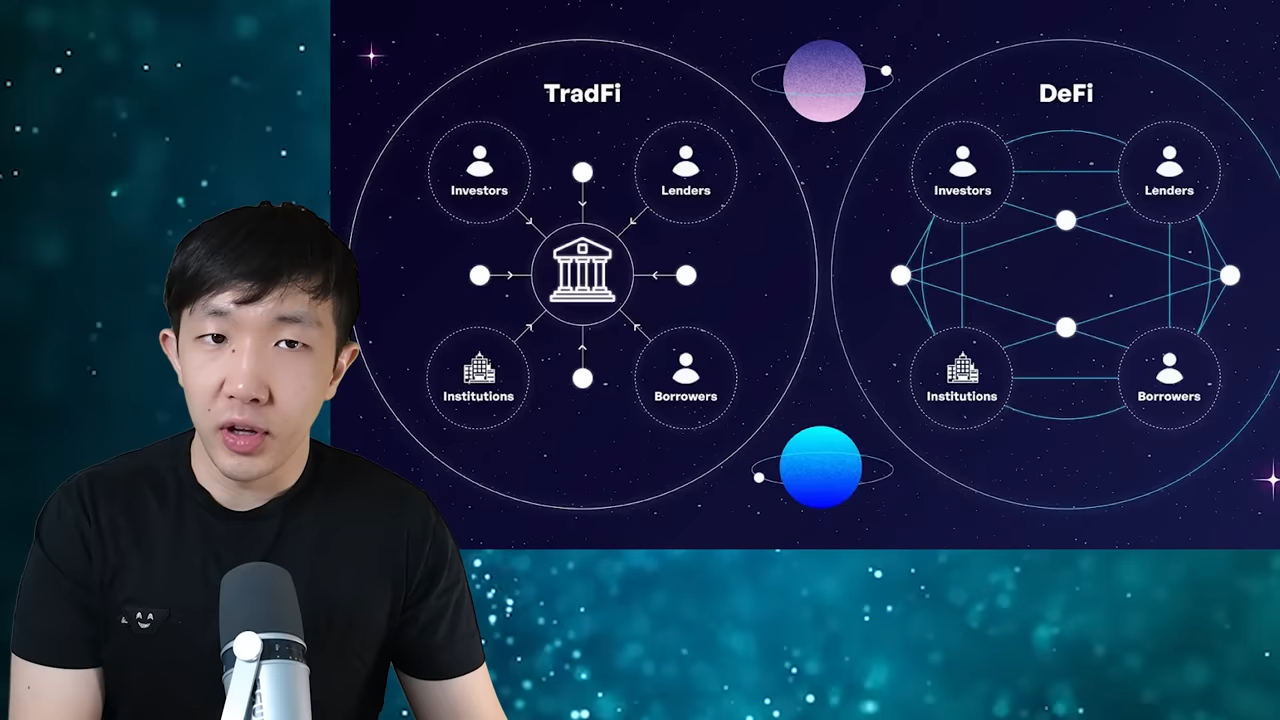 TradFi
Investors
Lenders
Institutions
Borrowers
DeFi
Investors
Lenders
Institutions
Borrowers